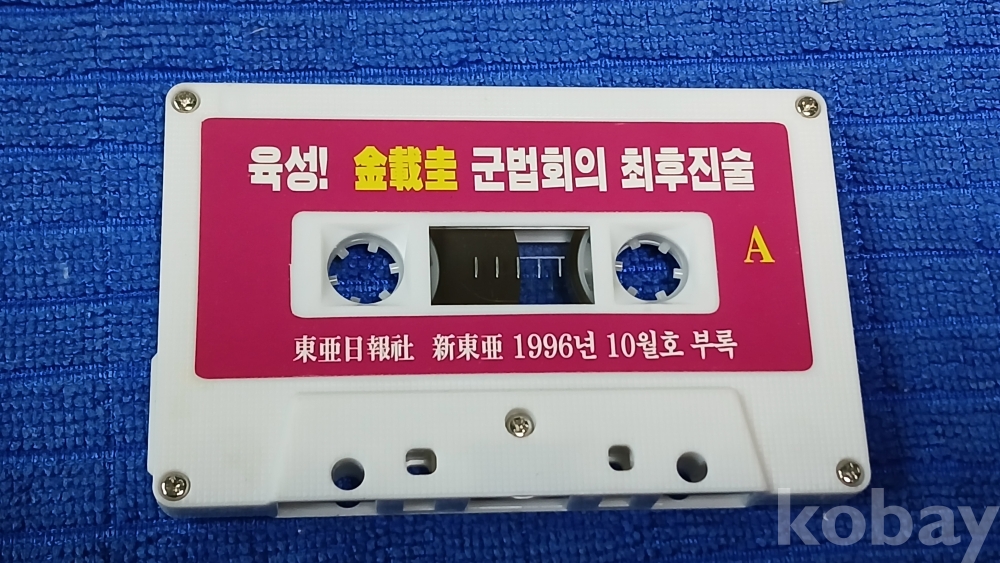 육성! 金載圭 군법회의 최후진술
A
東亜日報社 新東亜 1996년 10월호 부록
kobay